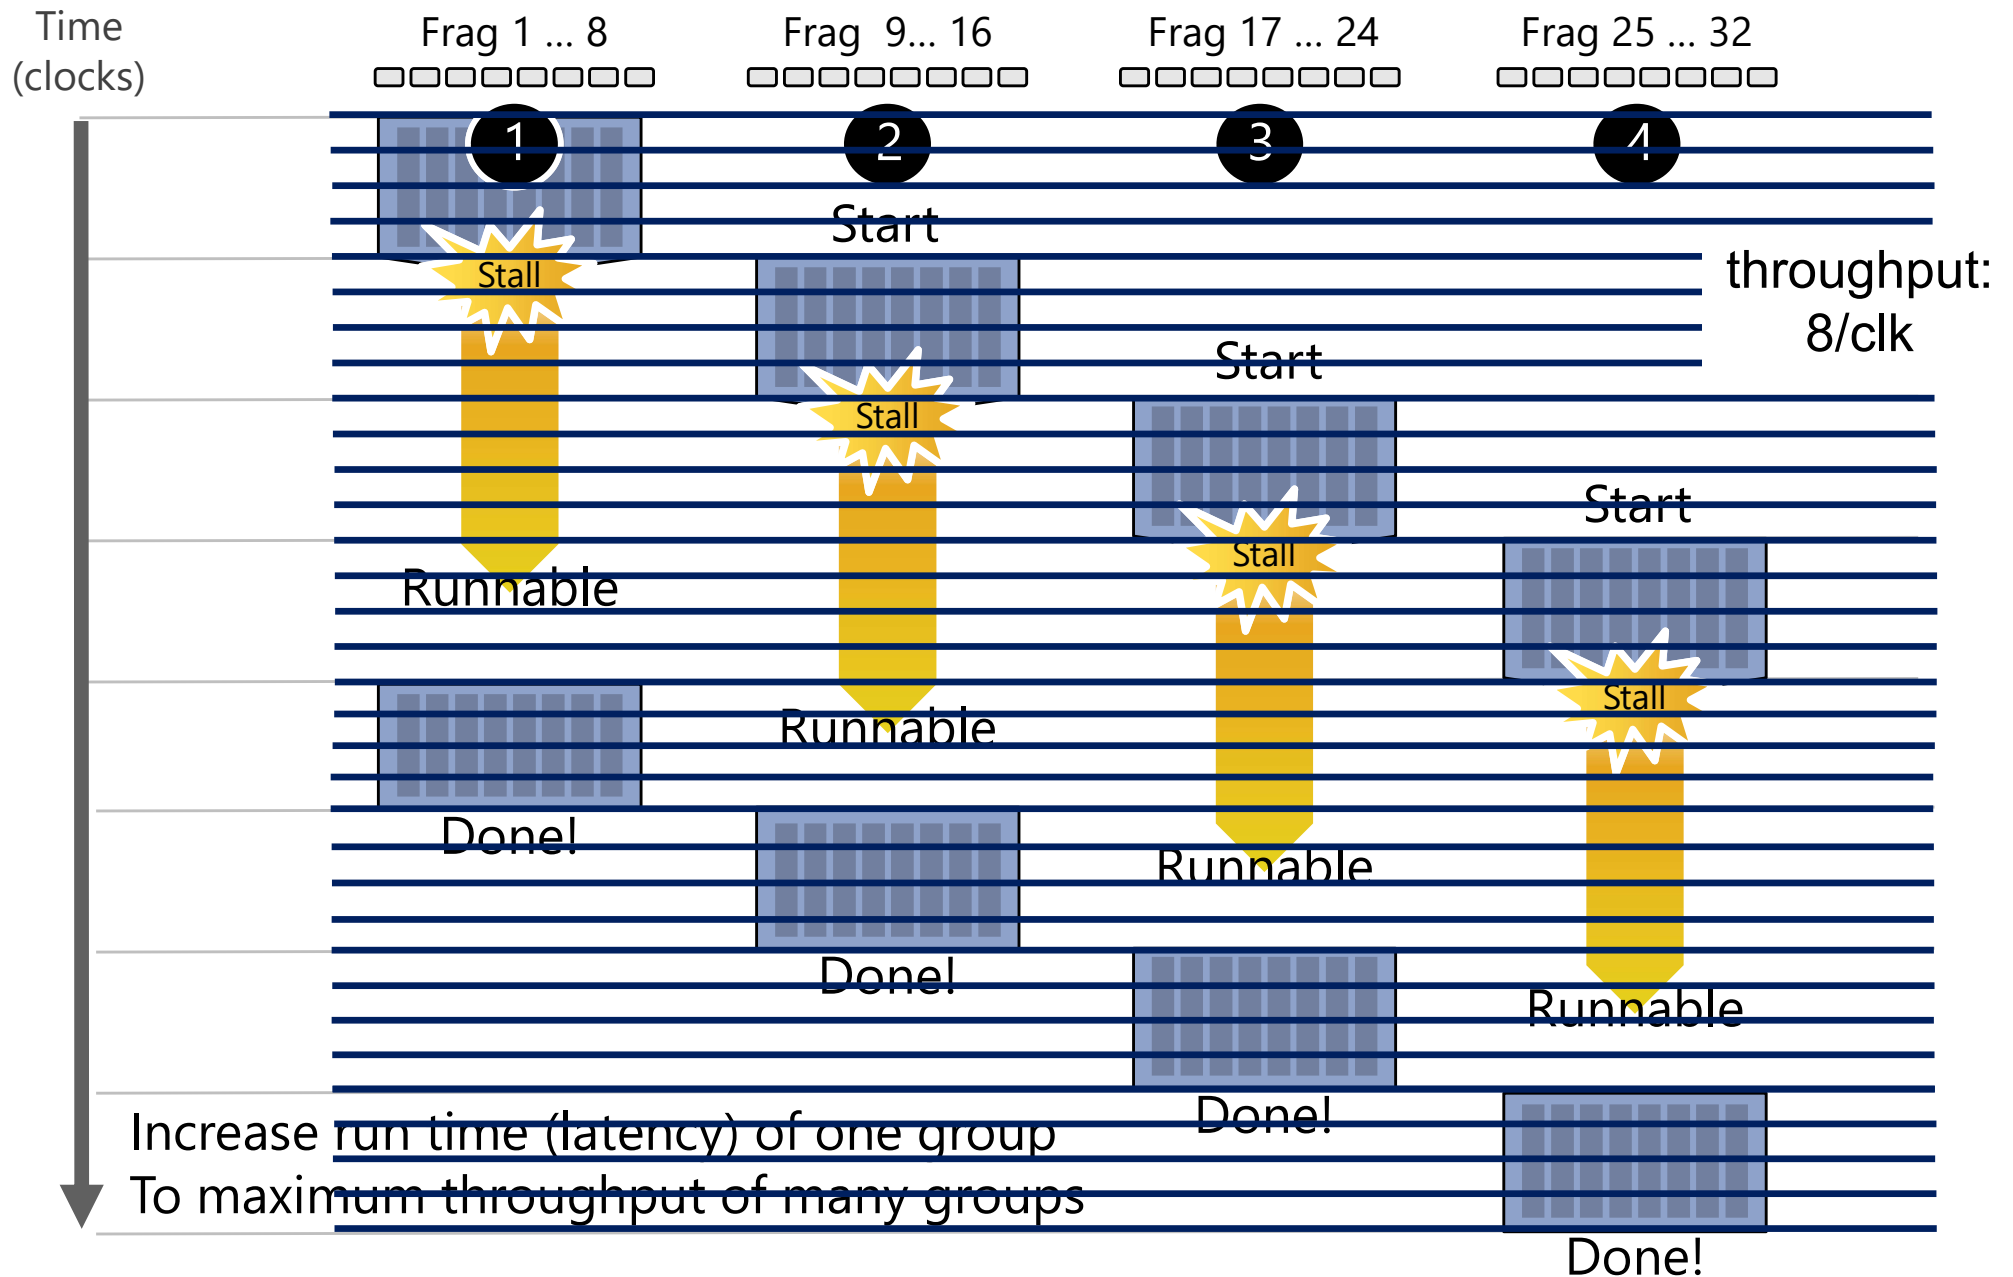 Time
(clocks)
Frag 1 ... 8
Frag  9... 16
Frag 17 ... 24
Frag 25 ... 32
1
2
3
4
Start
Stall
throughput:
8/clk
Start
Stall
Start
Stall
Runnable
Stall
Runnable
Done!
Runnable
Done!
Runnable
Done!
Increase run time (latency) of one group
To maximum throughput of many groups
Done!